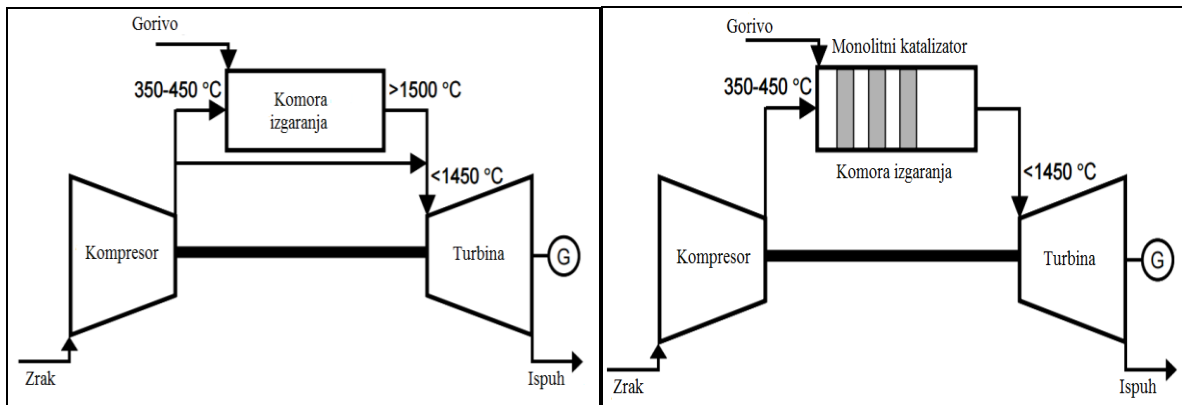 Gorivo
350-450 °C
>1500 °C
Komora
izgaranja
<1450 °C
Kompresor
Turbina
G
Zrak
Ispuh
Gorivo
Monolitni katalizator
350-450 °C
Komora izgaranja
<1450 °C
Kompresor
Turbina
G
Zrak
Ispuh